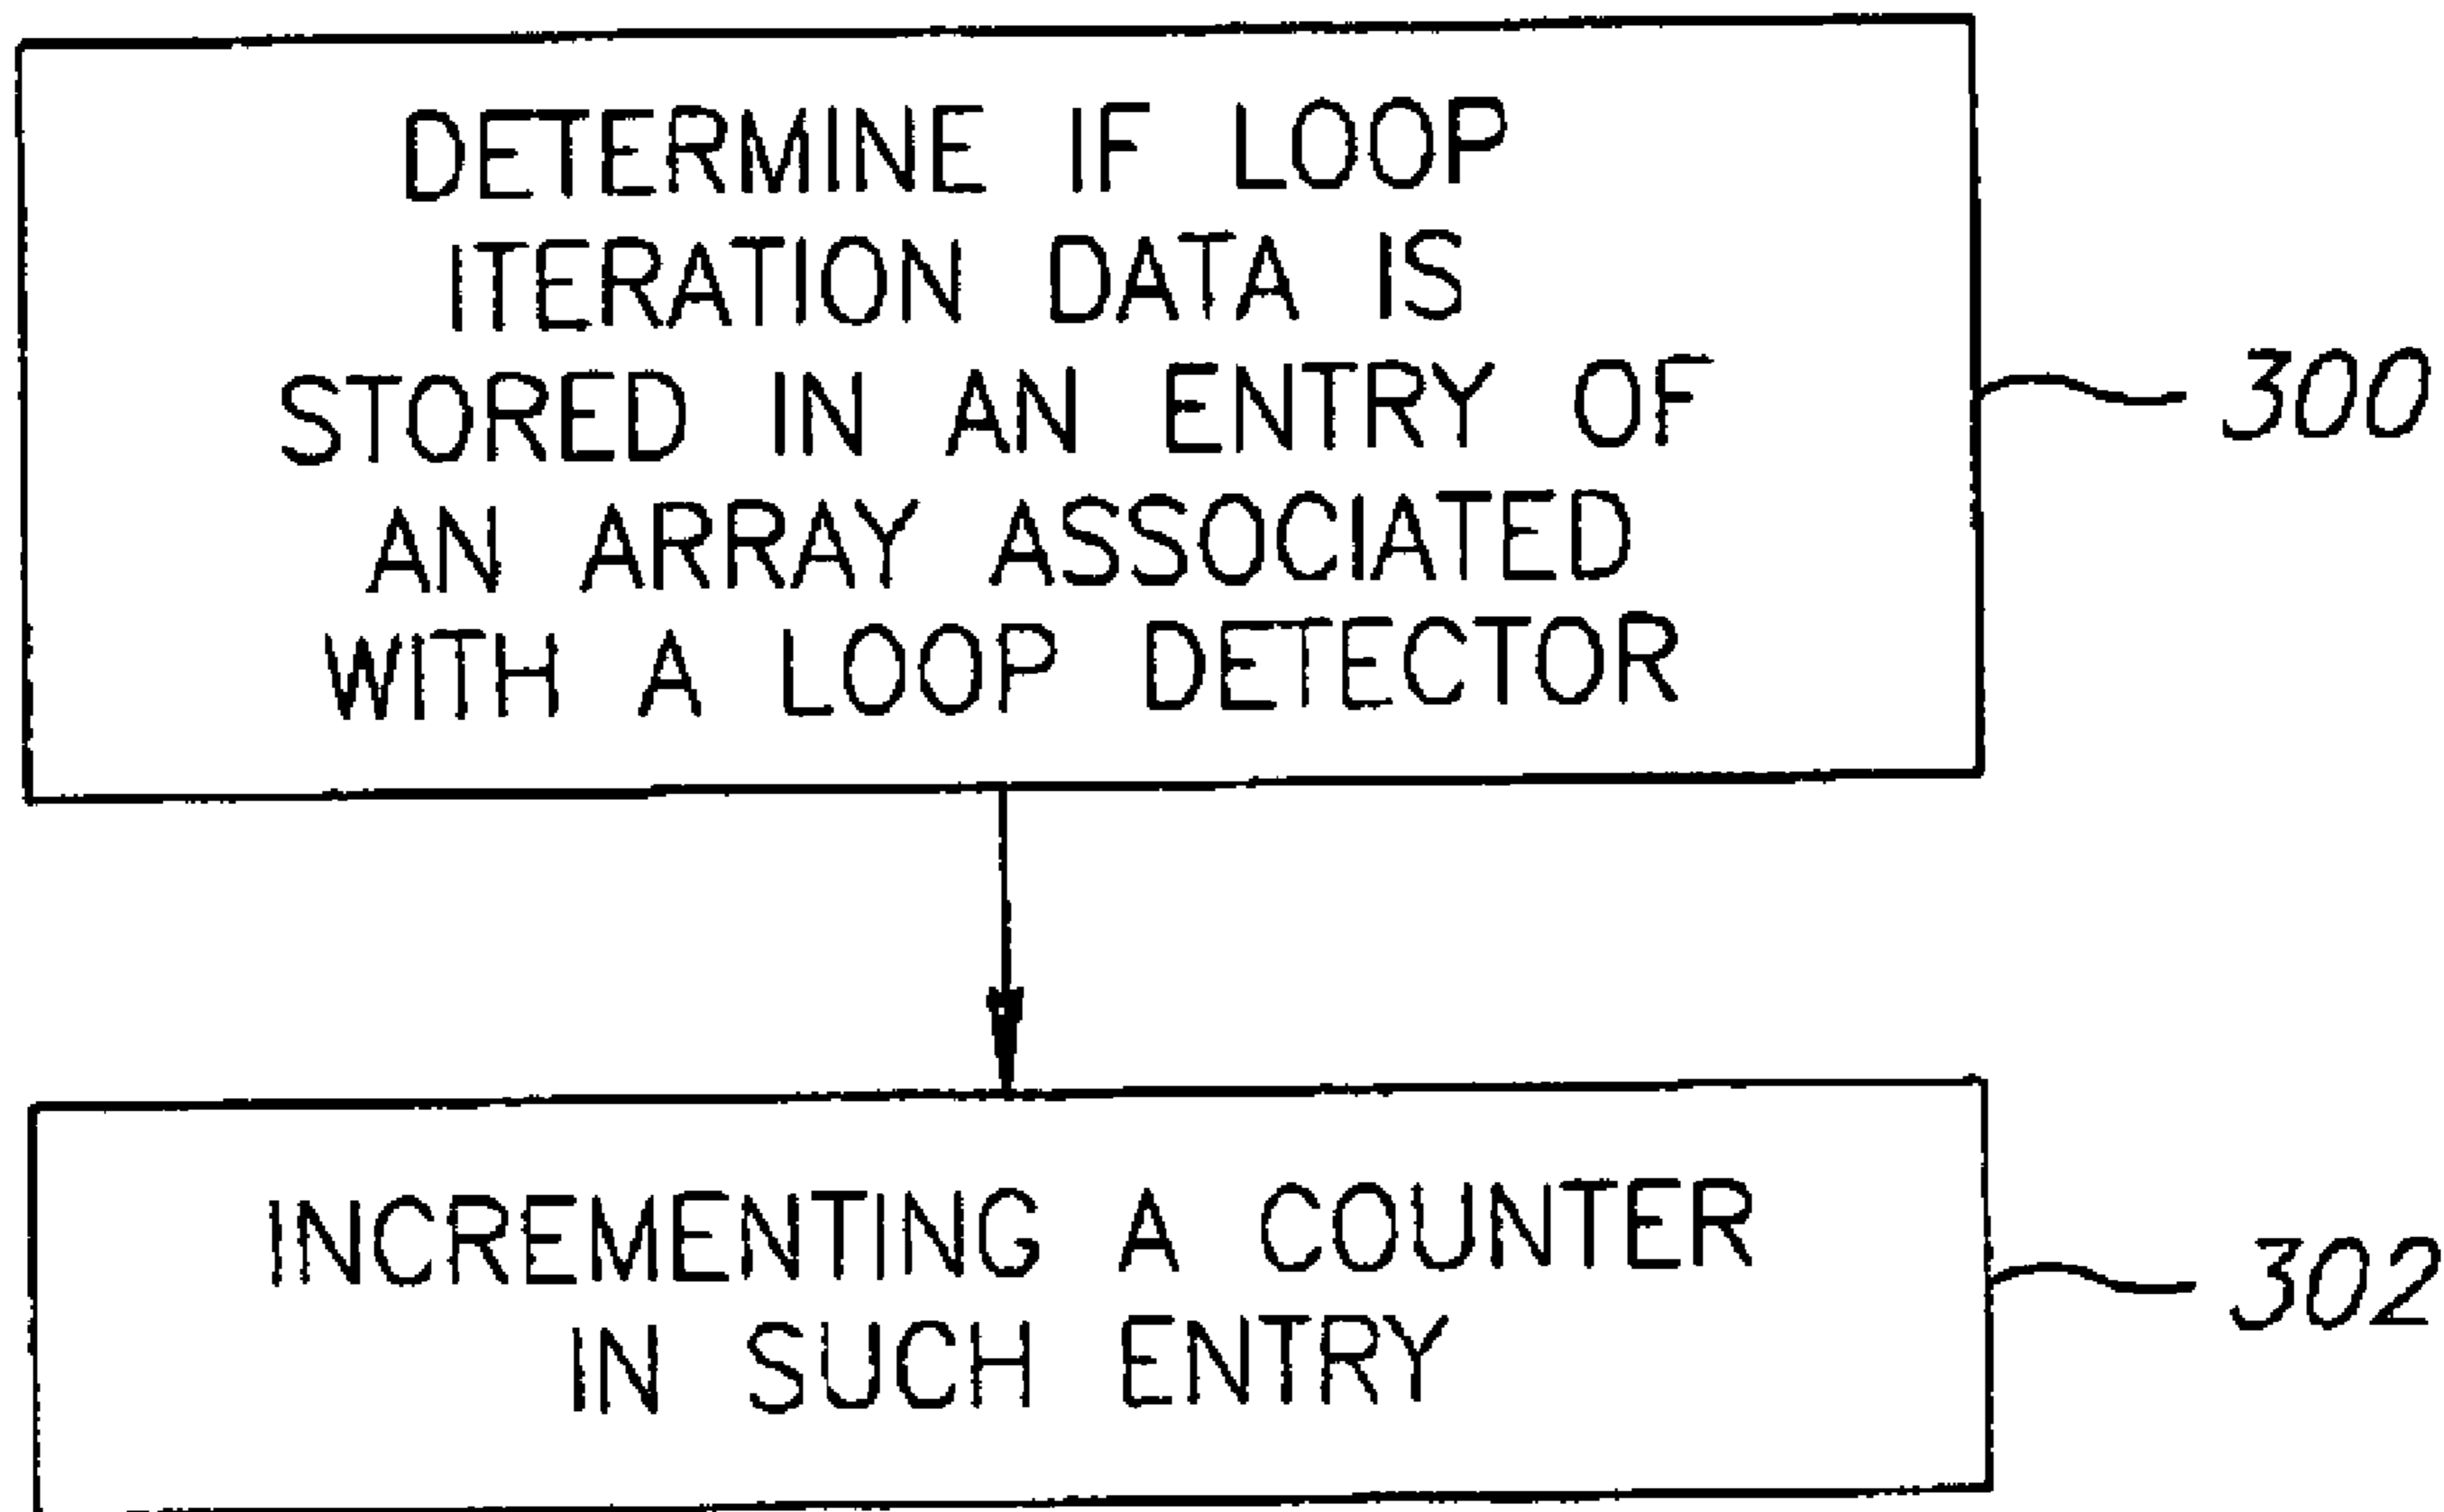 DETERMINE IF LOOP
ITERATION DATA IS
STORED IN AN ENTRY OF
AN ARRAY ASSOCIATED
WITH A LOOP DETECTOR
300
INCREMENTING A COUNTER
IN SUCH ENTRY
302